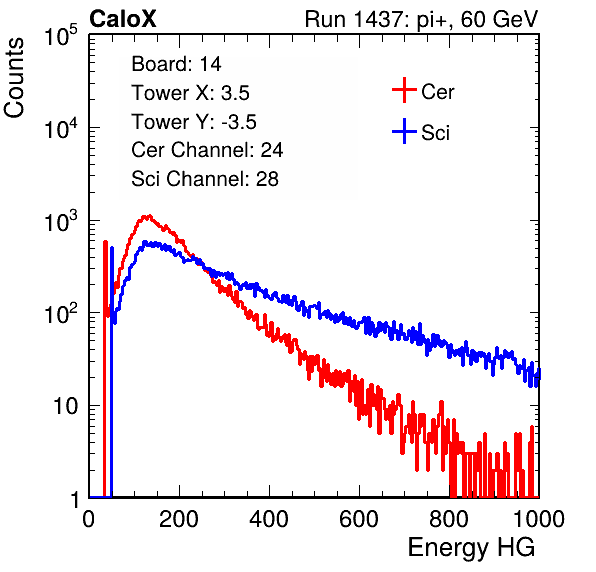 CaloX Run 1437: pi+, 60 GeV
Counts
Board: 14
Tower X: 3.5
Tower Y: -3.5
Cer Channel: 24
Sci Channel: 28
Cer
Sci
10^5
10^4
10^3
10^2
10
1
0 200 400 600 800 1000
Energy HG